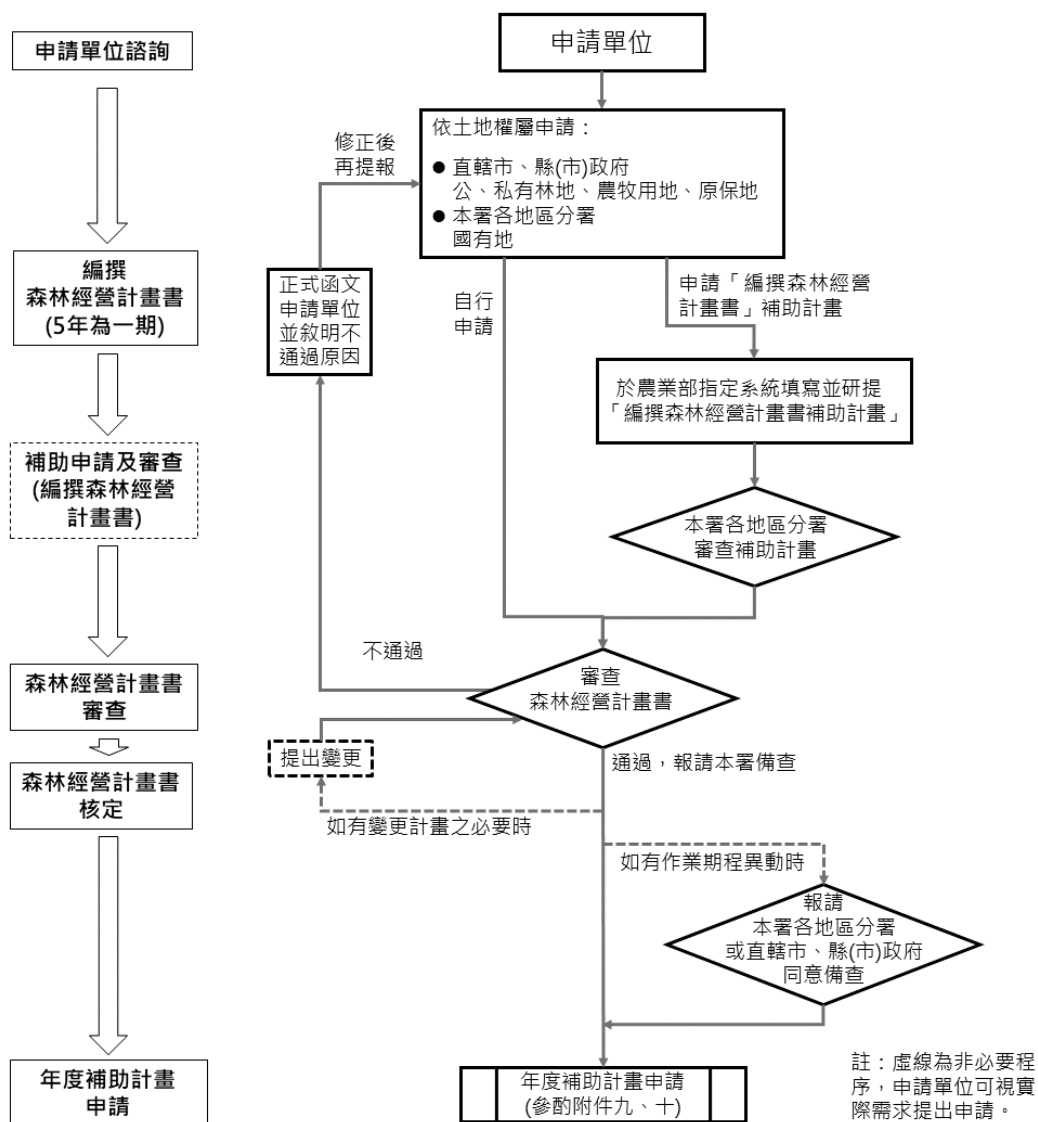 申請單位諮詢
編撰
森林經營計畫書
(5年為一期)
補助申請及審查
(編撰森林經營
計畫書)
森林經營計畫書
審查
森林經營計畫書
核定
年度補助計畫
申請
申請單位
依土地權屬申請：
● 直轄市、縣(市)政府
公、私有林地、農牧用地、原保地
● 本署各地區分署
國有地
修正後
再提報
正式函文
申請單位
並敘明不
通過原因
自行
申請
申請「編撰森林經營
計畫書」補助計畫
於農業部指定系統填寫並研提
「編撰森林經營計畫書補助計畫」
本署各地區分署
審查補助計畫
不通過
審查
森林經營計畫書
提出變更
通過，報請本署備查
如有變更計畫之必要時
如有作業期程異動時
報請
本署各地區分署
或直轄市、縣(市)政府
同意備查
年度補助計畫申請
(參酌附件九、十)
註：虛線為非必要程
序，申請單位可視實
際需求提出申請。